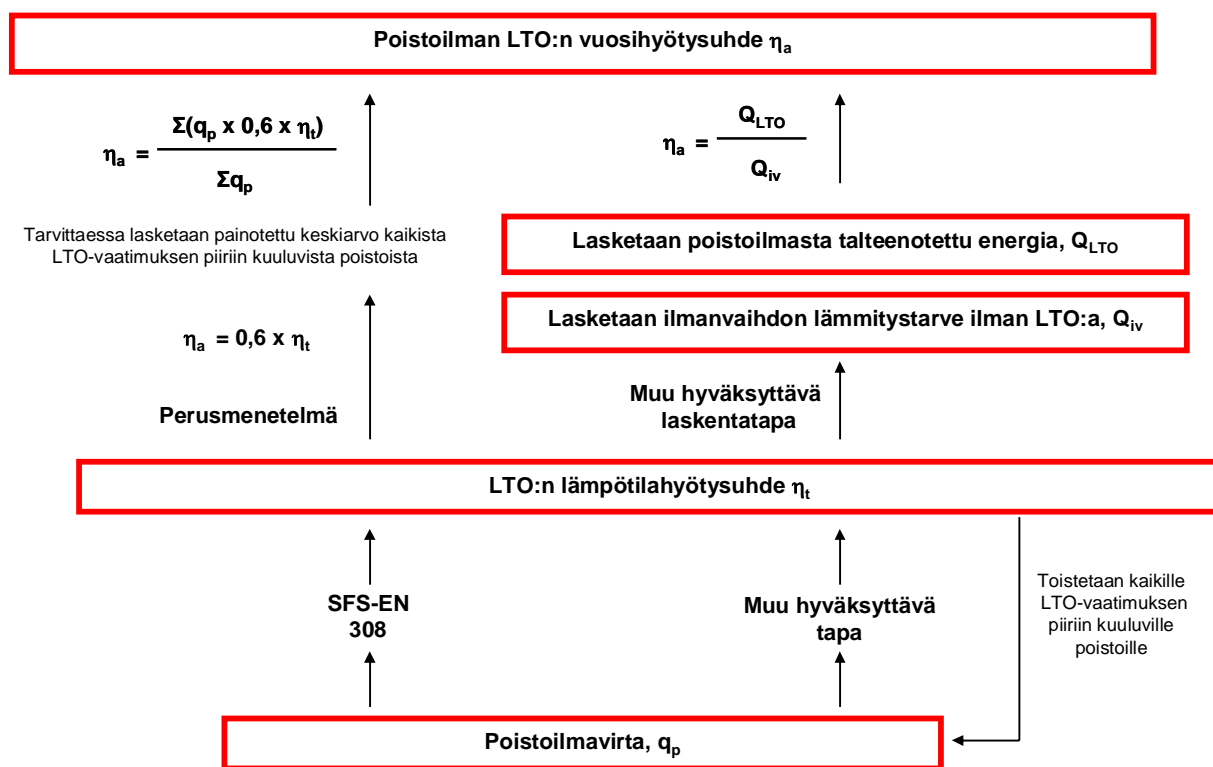 Poistoilman LTO:n vuosihyötysuhde ηa
ηa = Σ(qp x 0,6 x ηt)
Σqp
ηa = QLTO
Qiv
Tarvittaessa lasketaan painotettu keskiarvo kaikista
LTO-vaatimuksen piiriin kuuluvista poistoista
Lasketaan poistoilmasta talteenotettu energia, QLTO
Lasketaan ilmanvaihdon lämmitystarve ilman LTO:a, Qiv
ηa = 0,6 x ηt
Perusmenetelmä
Muu hyväksyttävä
laskentatapa
LTO:n lämpötilahyötysuhde ηt
SFS-EN
308
Muu hyväksyttävä
tapa
Toistetaan kaikille
LTO-vaatimuksen
piiriin kuuluville
poistoille
Poistoilmavirta, qp